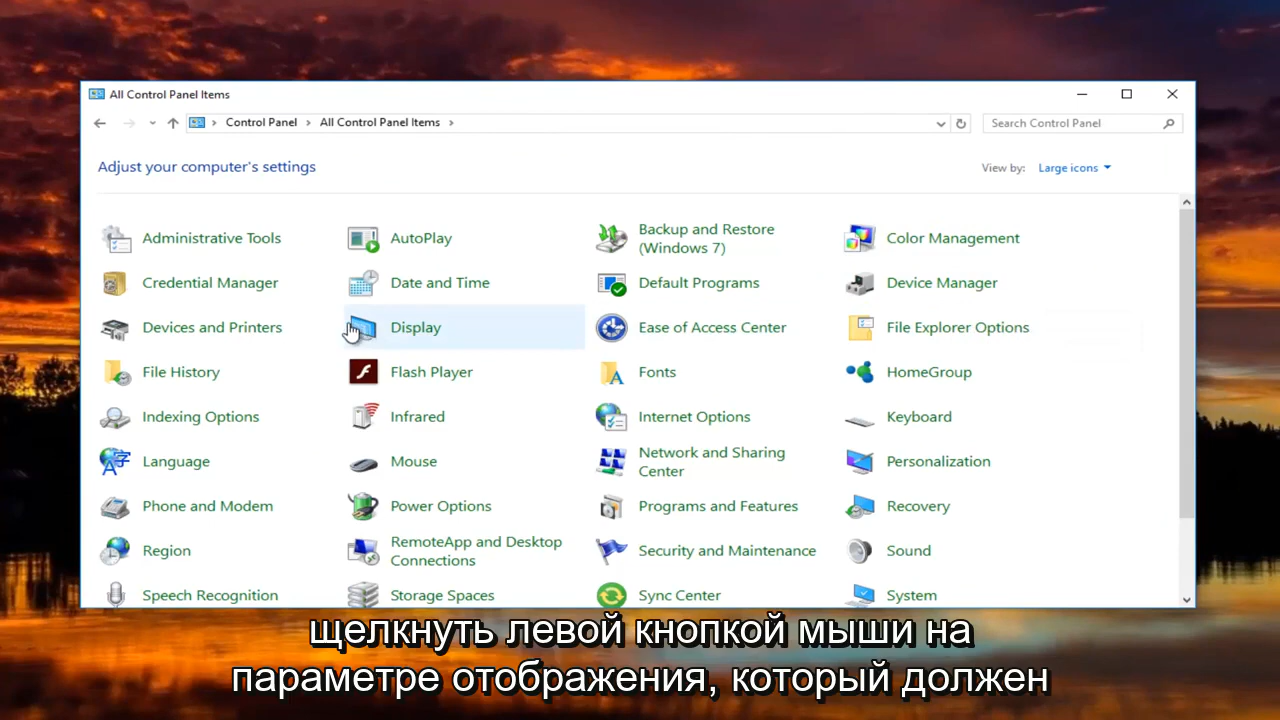 All Control Panel Items
Control Panel > All Control Panel Items >
Search Control Panel
Adjust your computer's settings
View by: Large icons
Administrative Tools
AutoPlay
Backup and Restore
(Windows 7)
Color Management
Credential Manager
Date and Time
Default Programs
Device Manager
Devices and Printers
Display
Ease of Access Center
File Explorer Options
File History
Flash Player
Fonts
HomeGroup
Indexing Options
Infrared
Internet Options
Keyboard
Language
Mouse
Network and Sharing
Center
Personalization
Phone and Modem
Power Options
Programs and Features
Recovery
Region
RemoteApp and Desktop
Connections
Security and Maintenance
Sound
Speech Recognition
Storage Spaces
Sync Center
System
щелкнуть левой кнопкой мыши на
параметре отображения, который должен